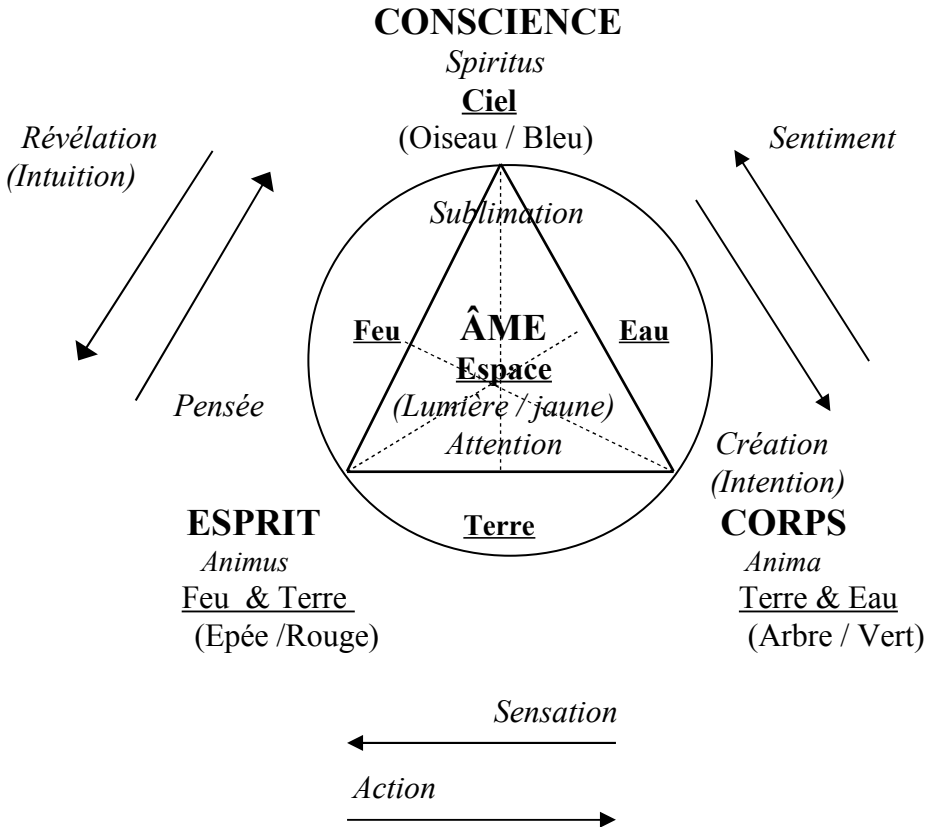 CONSCIENCE
Spiritus
Ciel
(Oiseau / Bleu)
Révélation
(Intuition)
Sentiment
Sublimation
Feu
ÂME
Eau
Espace
(Lumière / jaune)
Pensée
Attention
Création
(Intention)
ESPRIT
Terre
CORPS
Animus
Anima
Feu & Terre
Terre & Eau
(Epée /Rouge)
(Arbre / Vert)
Sensation
Action